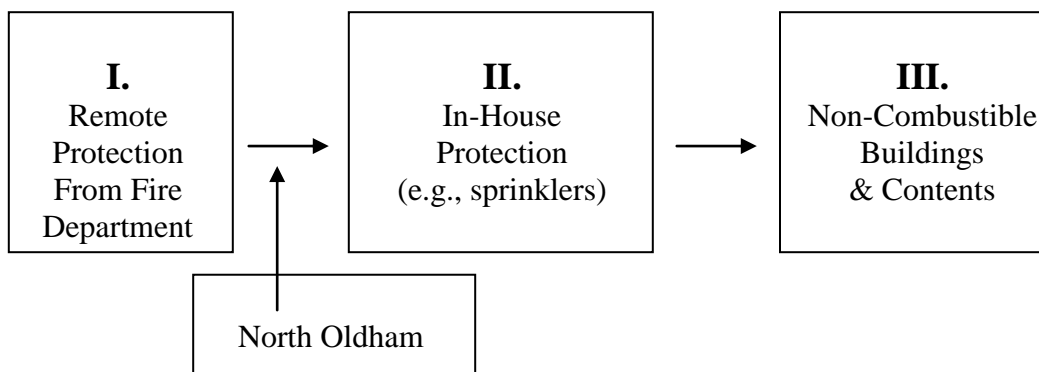 I.
Remote
Protection
From Fire
Department
II.
In-House
Protection
(e.g., sprinklers)
III.
Non-Combustible
Buildings
& Contents
North Oldham